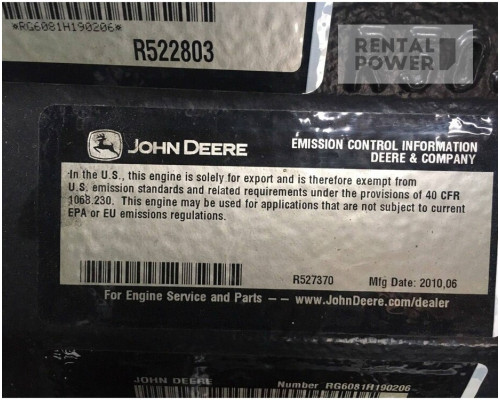 *RG6081H190206*
R522803
RENTAL
POWER
JOHN DEERE
EMISSION CONTROL INFORMATION
DEERE & COMPANY
In the U.S., this engine is solely for export and is therefore exempt from
U.S. emission standards and related requirements under the provisions of 40 CFR
1068.230. This engine may be used for applications that are not subject to current
EPA or EU emissions regulations.
R527370 Mfg Date: 2010,06
For Engine Service and Parts – – www.JohnDeere.com/dealer
JOHN DEERE Number RG6081H190206